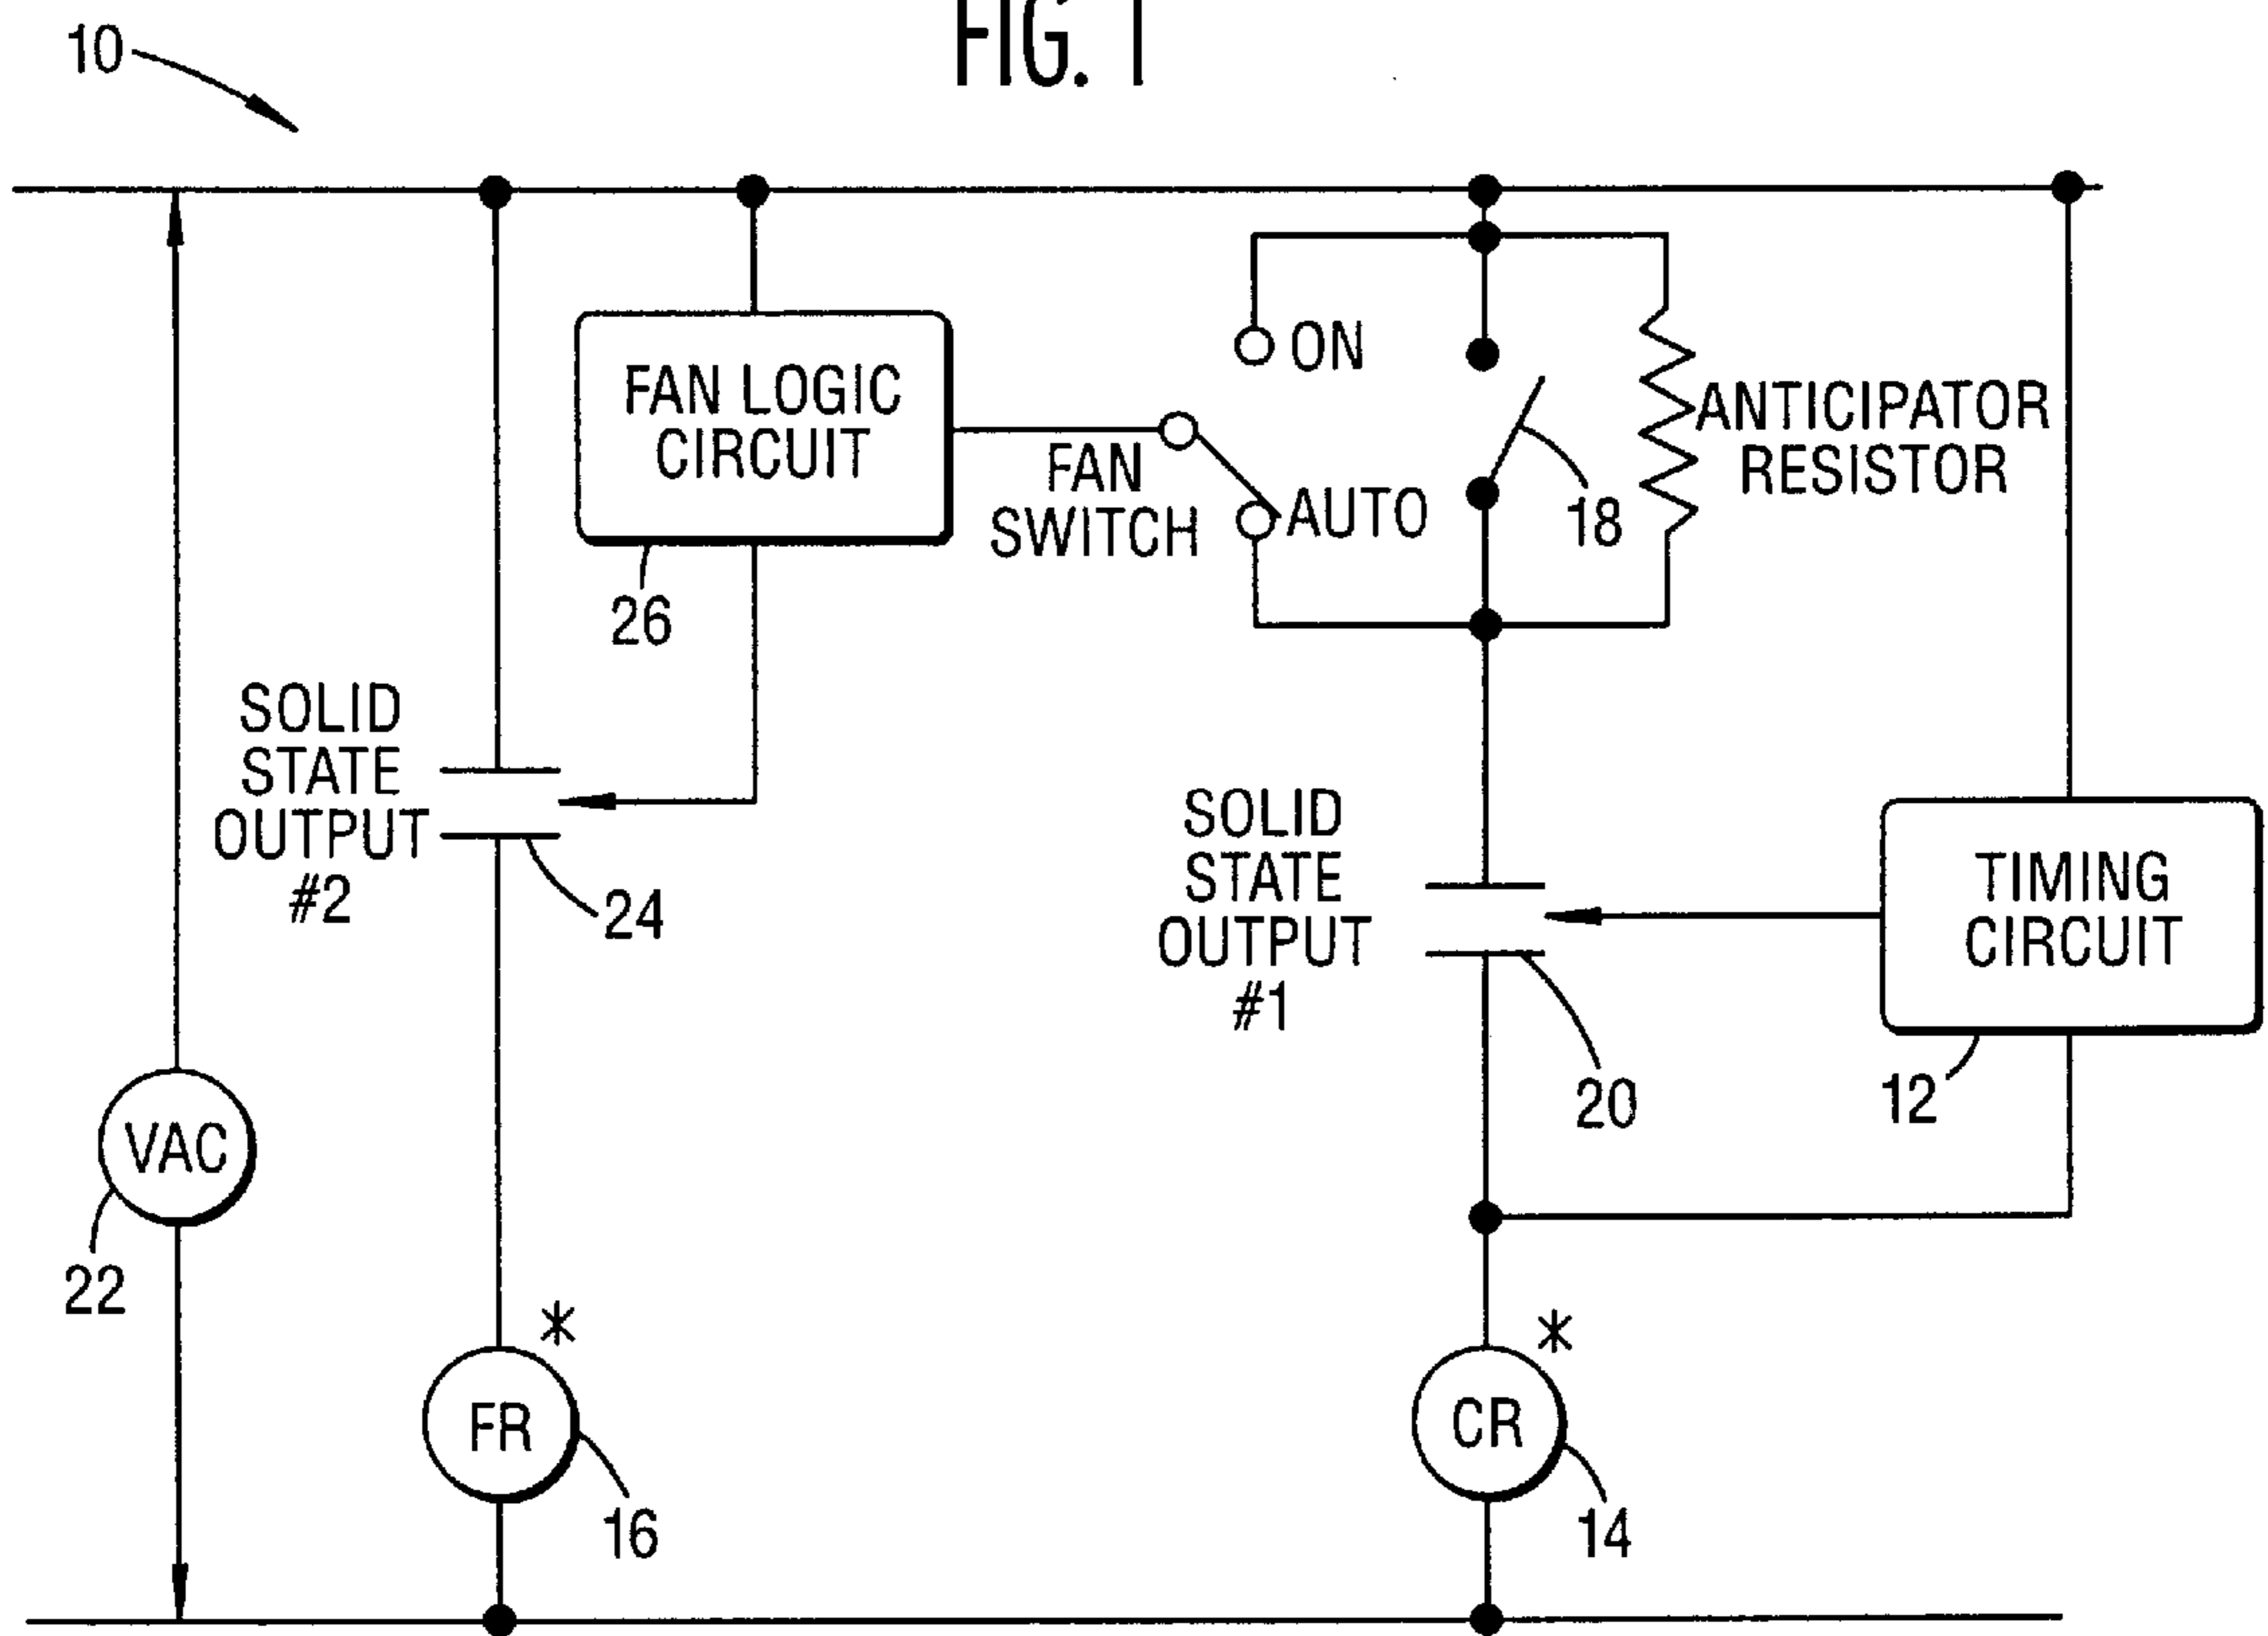 FIG. 1
10
ON
FAN LOGIC
CIRCUIT
ANTICIPATOR
RESISTOR
FAN
SWITCH
AUTO
18
26
SOLID
STATE
OUTPUT
#2
24
SOLID
STATE
OUTPUT
#1
TIMING
CIRCUIT
20
12
VAC
22
*
FR
16
*
CR
14